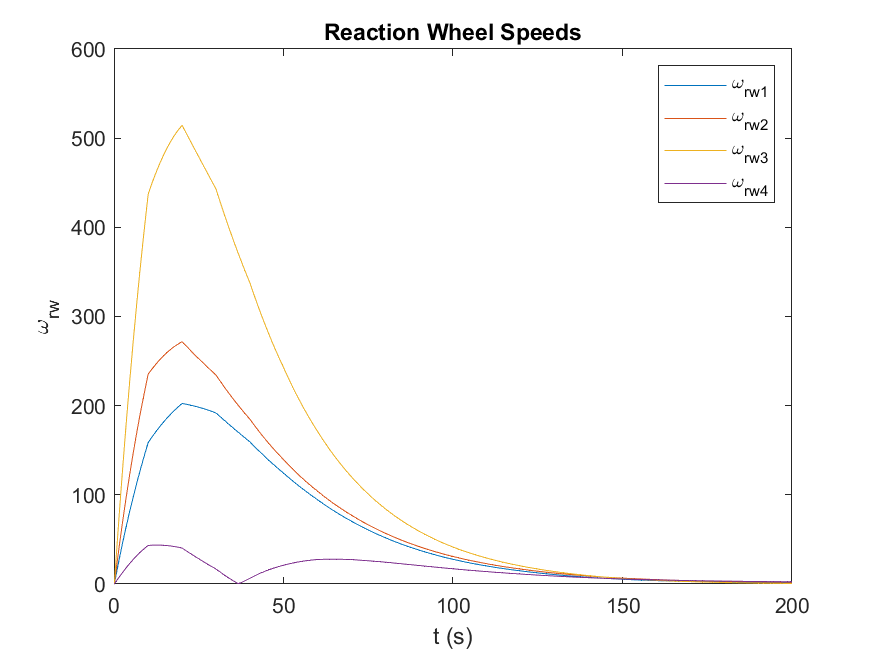 Reaction Wheel Speeds
600
500
400
300
200
100
0
ω_rw
ω_rw1
ω_rw2
ω_rw3
ω_rw4
0 50 100 150 200
t (s)